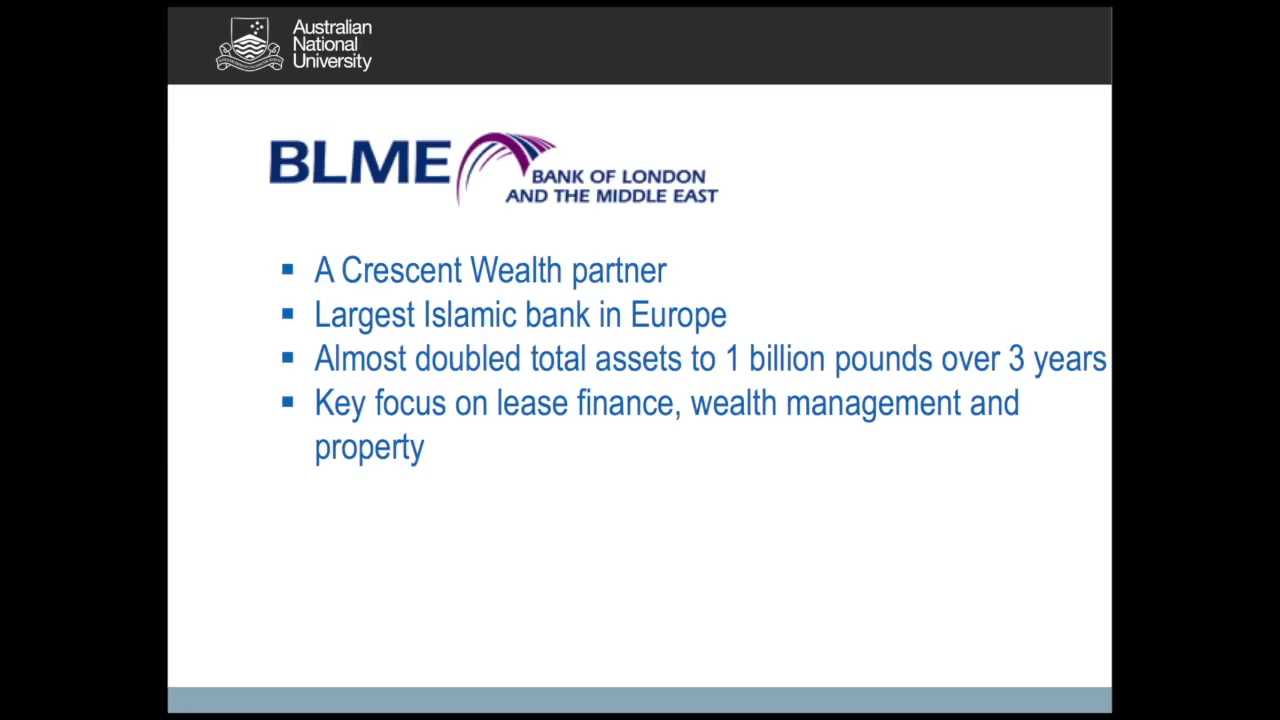 Australian
National
University
BLME
BANK OF LONDON
AND THE MIDDLE EAST
▪ A Crescent Wealth partner
▪ Largest Islamic bank in Europe
▪ Almost doubled total assets to 1 billion pounds over 3 years
▪ Key focus on lease finance, wealth management and
property